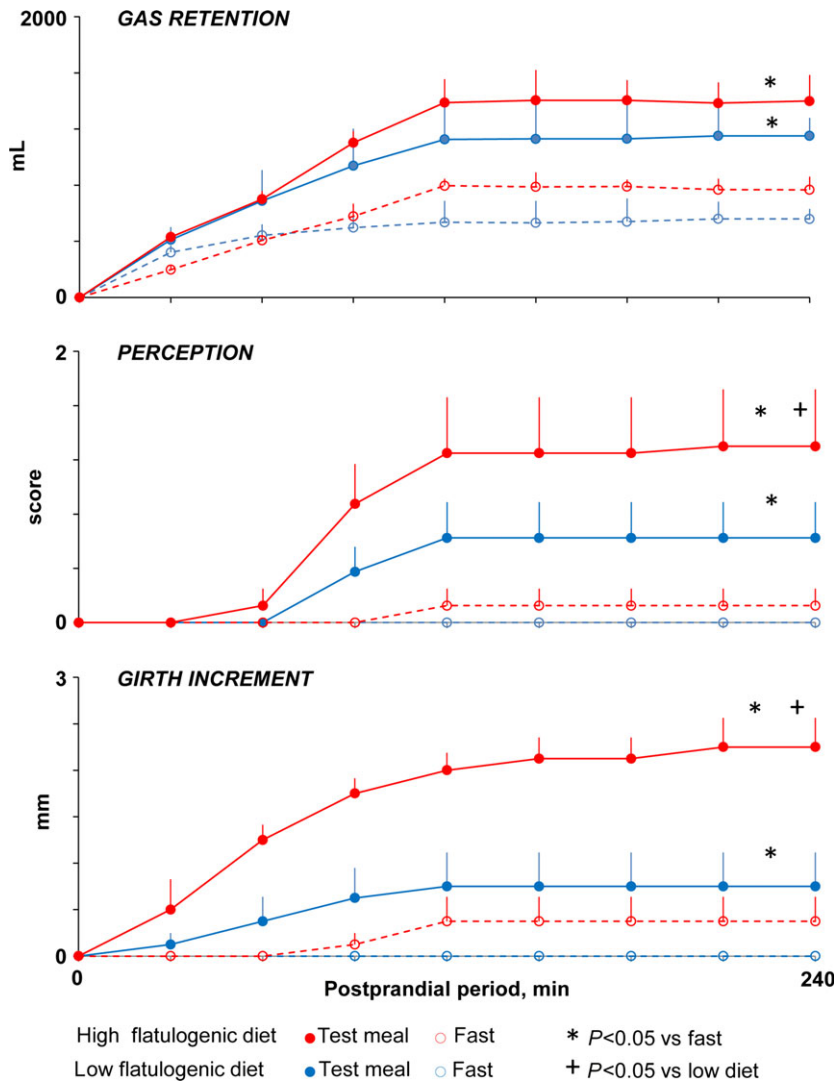 GAS RETENTION
2000
mL
0
PERCEPTION
2
score
0
* +
*
GIRTH INCREMENT
3
mm
0
* +
*
0 Postprandial period, min 240
High flatulogenic diet Test meal Fast * P<0.05 vs fast
Low flatulogenic diet Test meal Fast + P<0.05 vs low diet